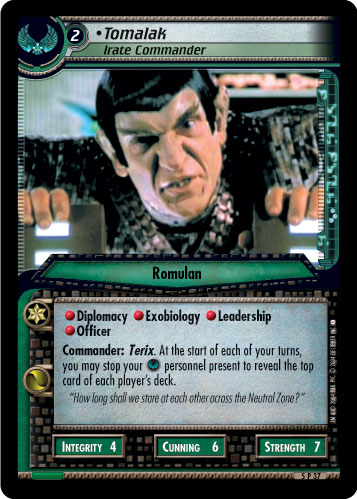 2
•Tomalak
Irate Commander
Romulan
Diplomacy Exobiology Leadership
Officer
Commander: Terix. At the start of each of your turns,
you may stop your personnel present to reveal the top
card of each player's deck.
"How long shall we stare at each other across the Neutral Zone?"
INTEGRITY 4 CUNNING 6 STRENGTH 7
5 P 37